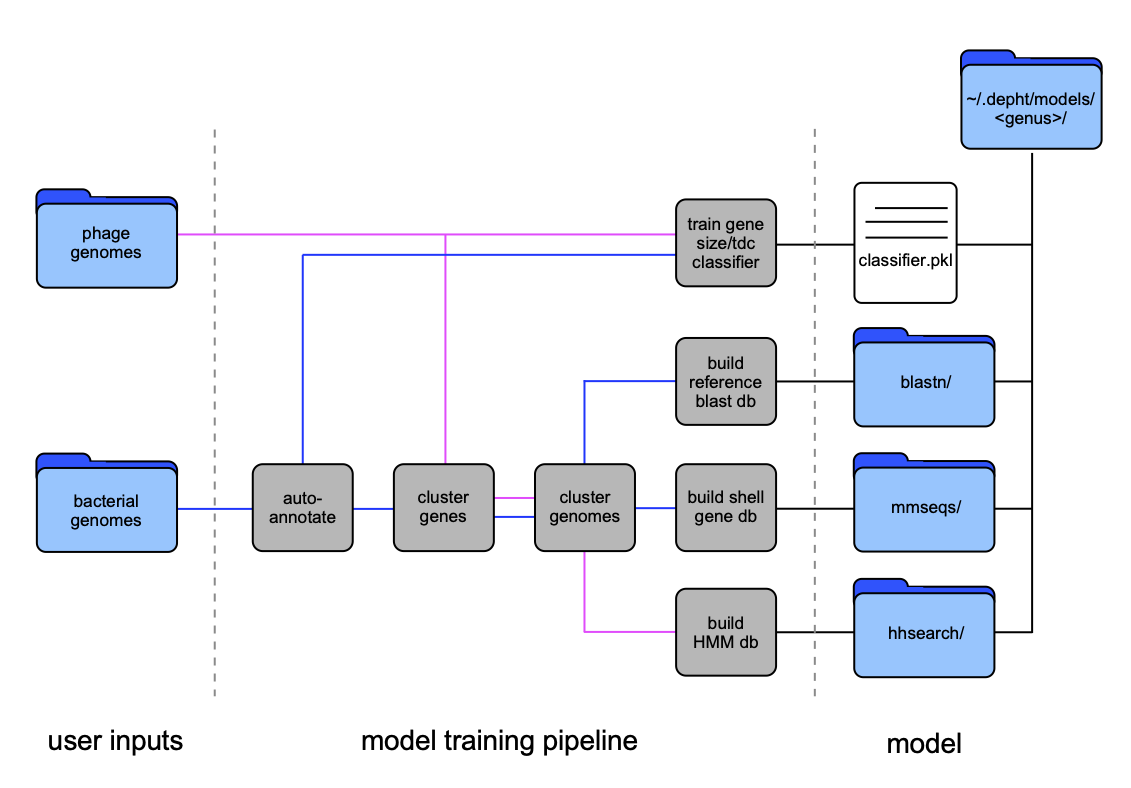 ~/.depht/models/
<genus>/
phage
genomes
train gene
size/tdc
classifier
classifier.pkl
build
reference
blast db
blastn/
bacterial
genomes
auto-
annotate
cluster
genes
cluster
genomes
build shell
gene db
mmseqs/
build
HMM db
hhsearch/
user inputs
model training pipeline
model